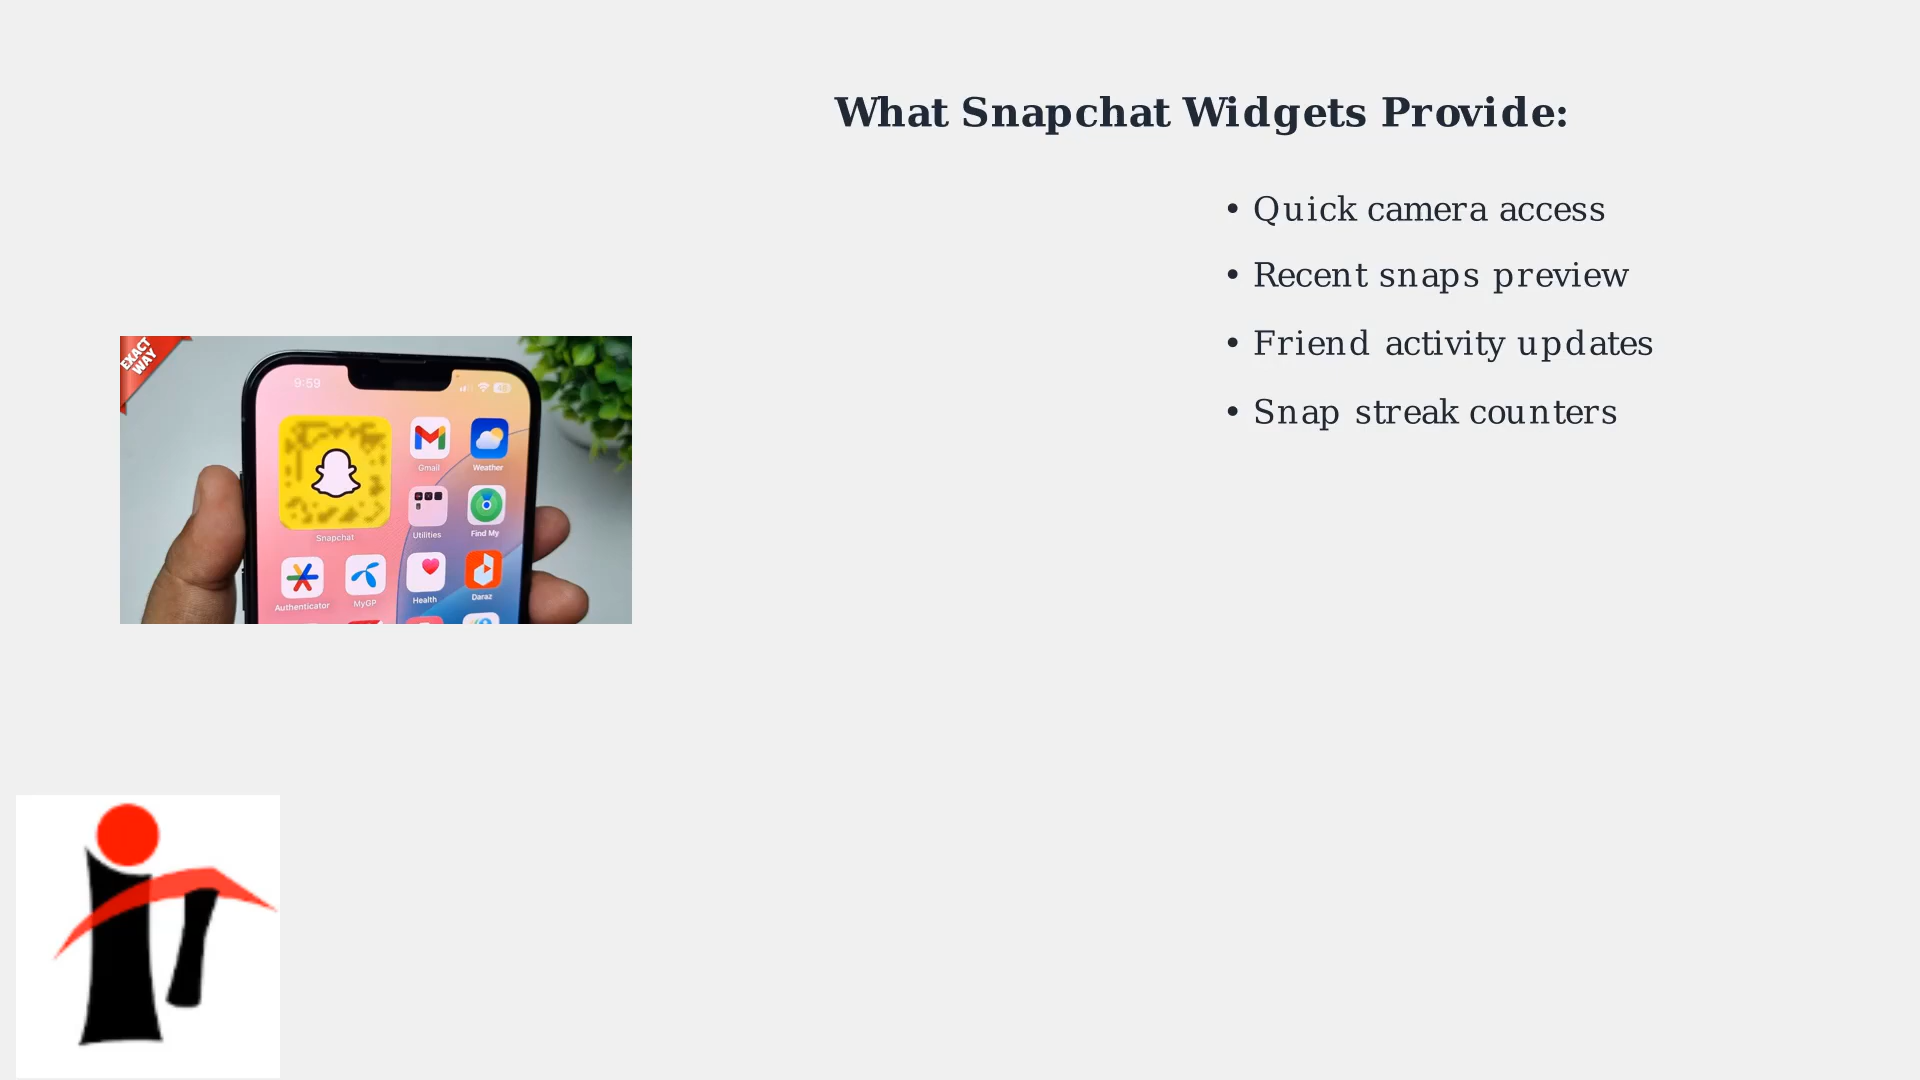 What Snapchat Widgets Provide:
• Quick camera access
• Recent snaps preview
• Friend activity updates
• Snap streak counters
EXACT
WAY
9:59
48
Snapchat
Gmail
Weather
Utilities
Find My
Authenticator
MyGP
Health
Daraz